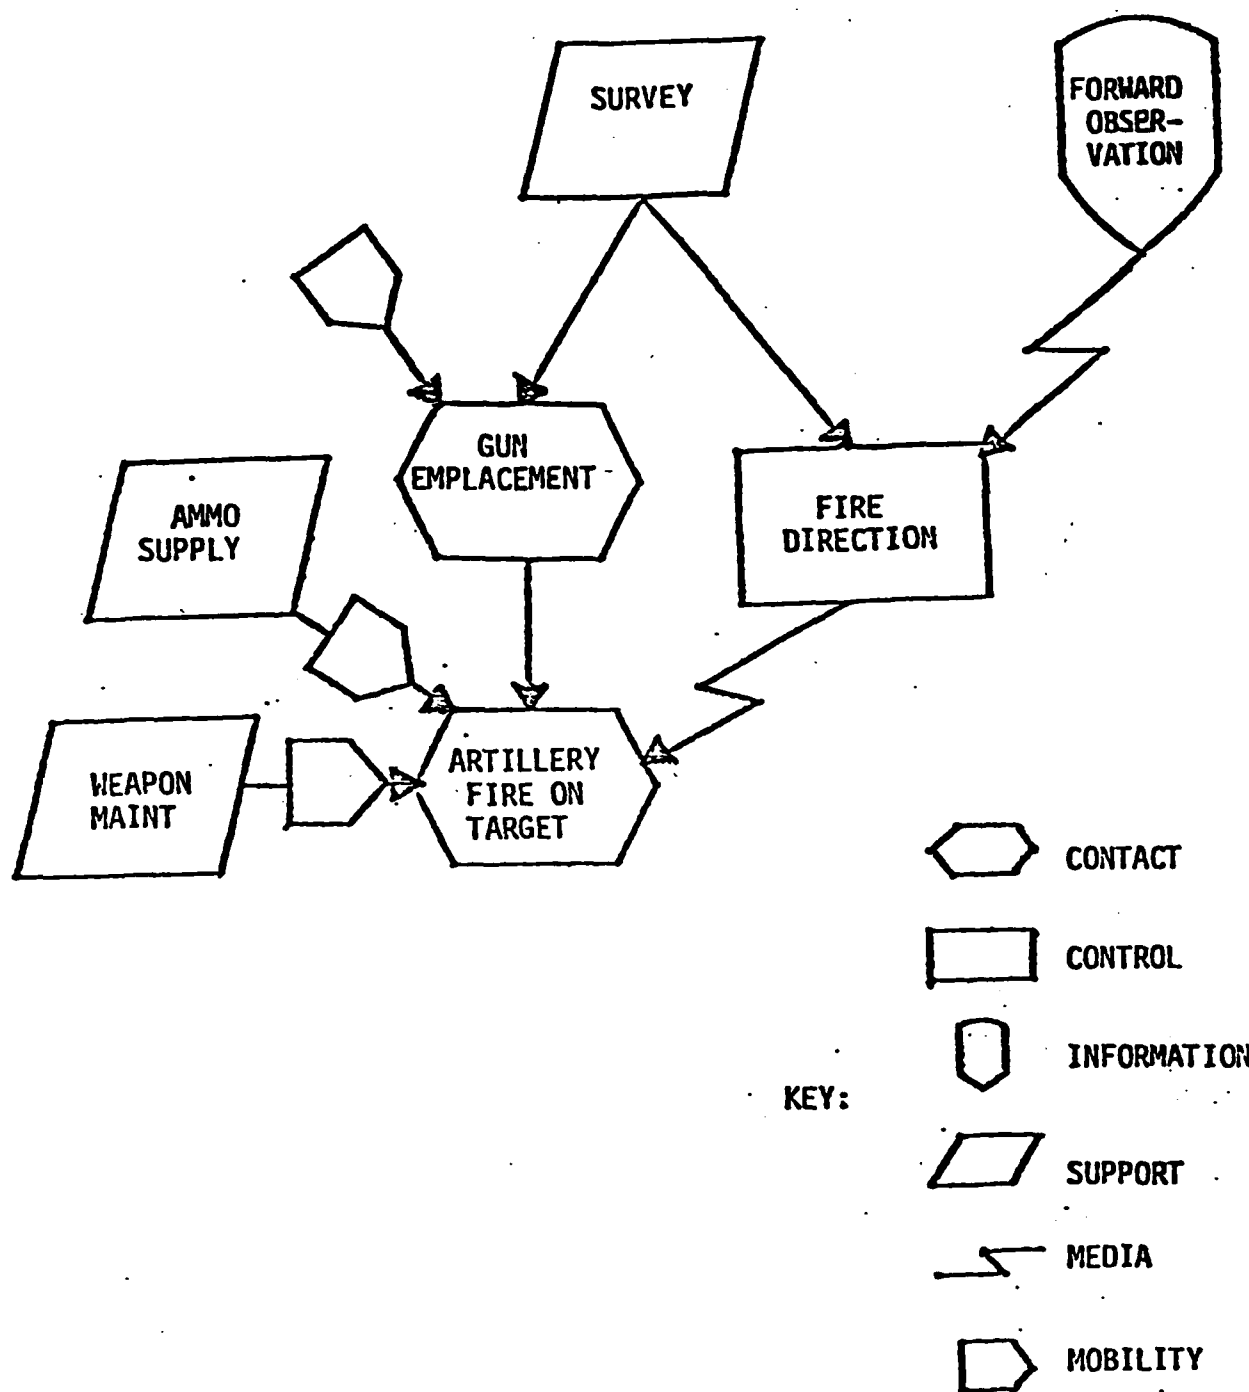 SURVEY
FORWARD
OBSER-
VATION
GUN
EMPLACEMENT
AMMO
SUPPLY
FIRE
DIRECTION
WEAPON
MAINT
ARTILLERY
FIRE ON
TARGET
KEY:
CONTACT
CONTROL
INFORMATION
SUPPORT
MEDIA
MOBILITY